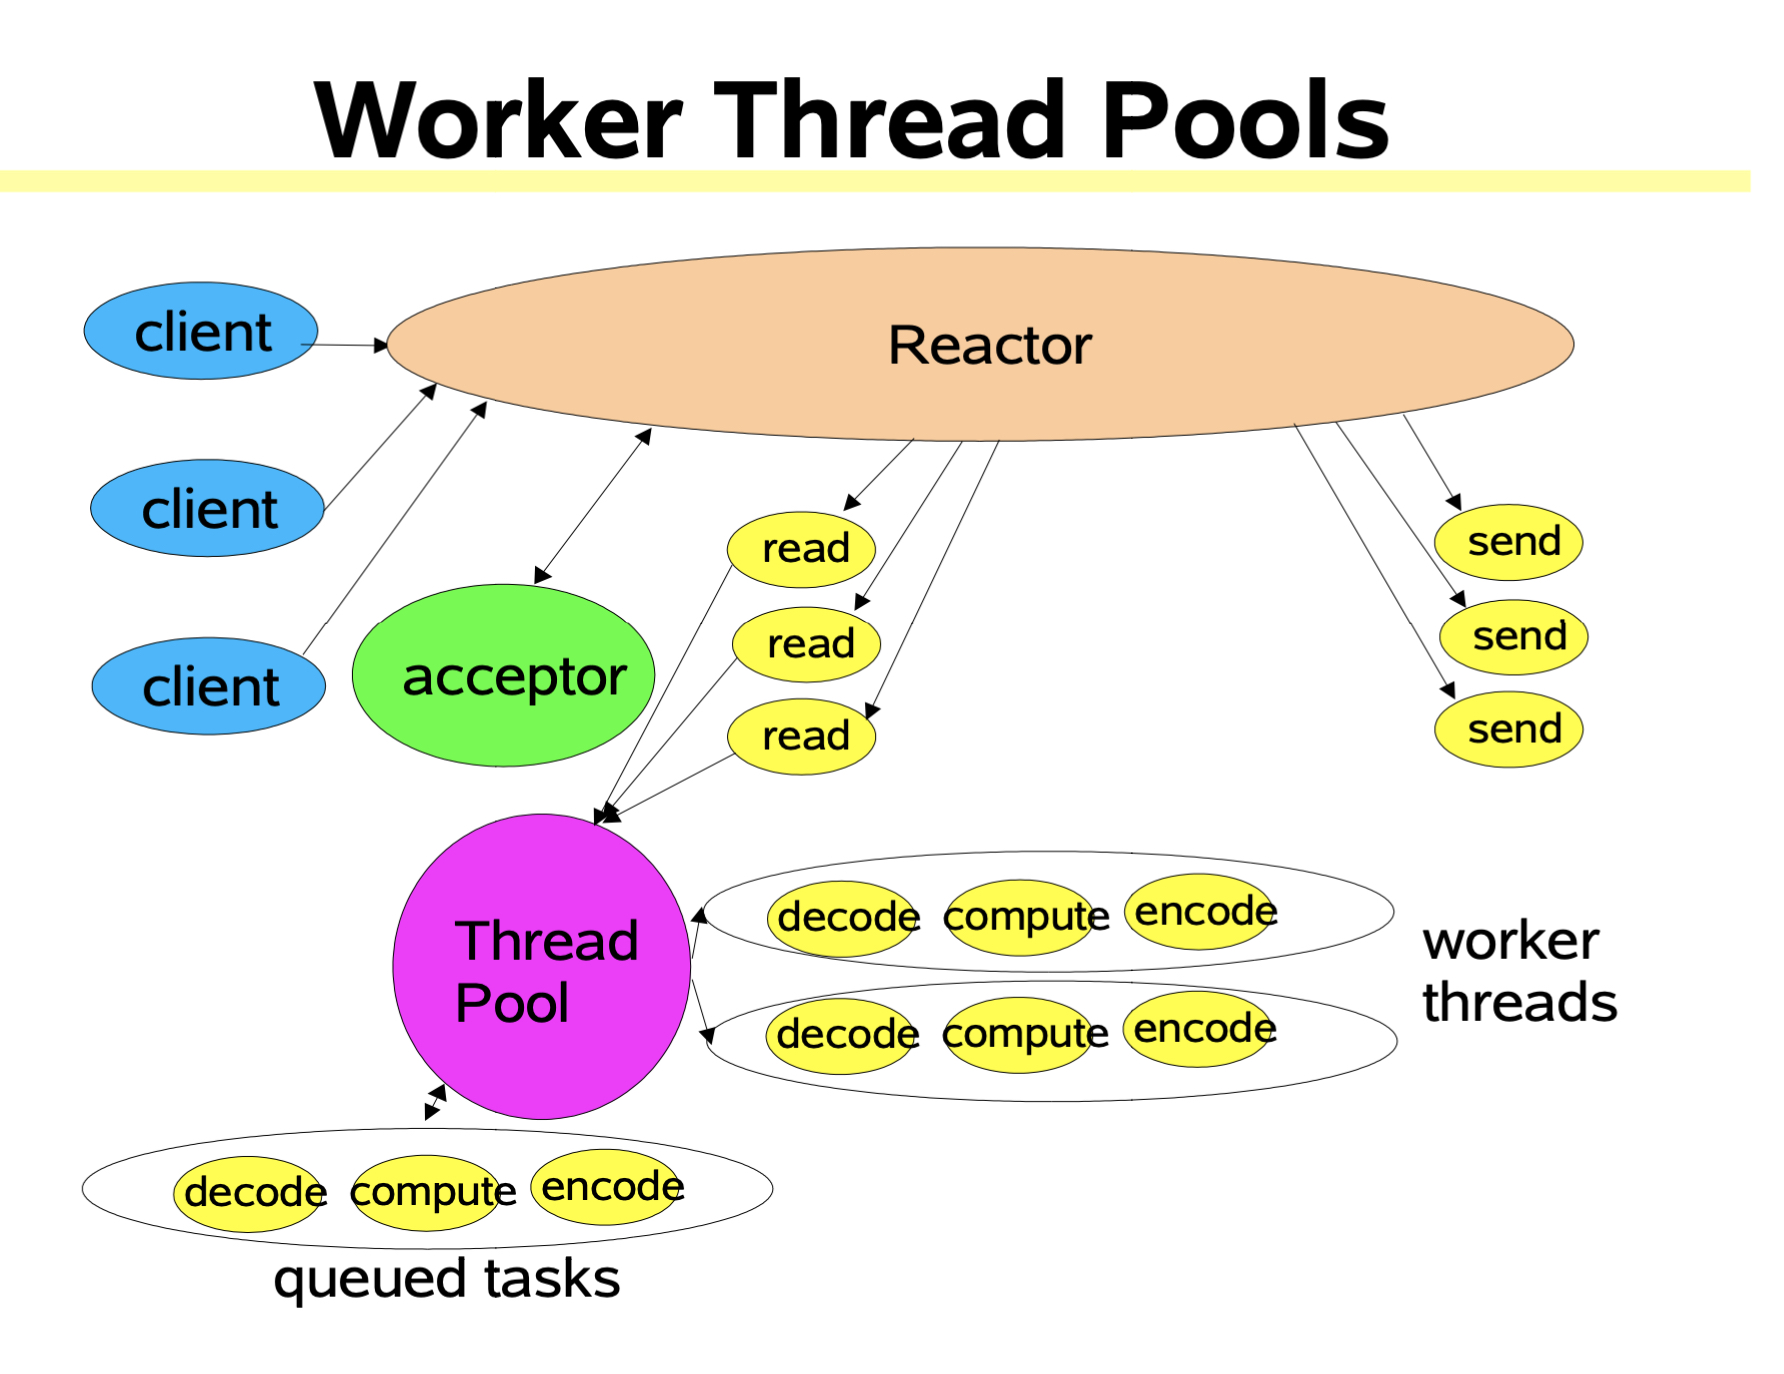 Worker Thread Pools
client
Reactor
client
client
acceptor
read
read
read
send
send
send
Thread
Pool
decode compute encode
decode compute encode
worker
threads
decode compute encode
queued tasks